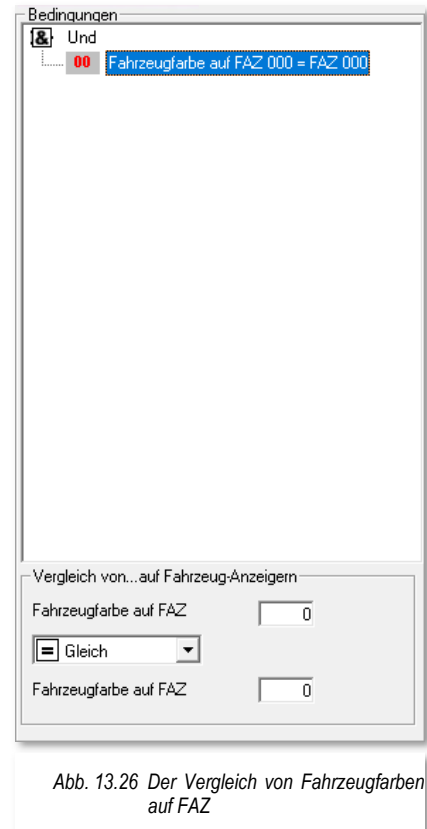 Bedingungen
& Und
00 Fahrzeugfarbe auf FAZ 000 = FAZ 000
Vergleich von...auf Fahrzeug-Anzeigern
Fahrzeugfarbe auf FAZ 0
= Gleich
Fahrzeugfarbe auf FAZ 0
Abb. 13.26 Der Vergleich von Fahrzeugfarben
auf FAZ